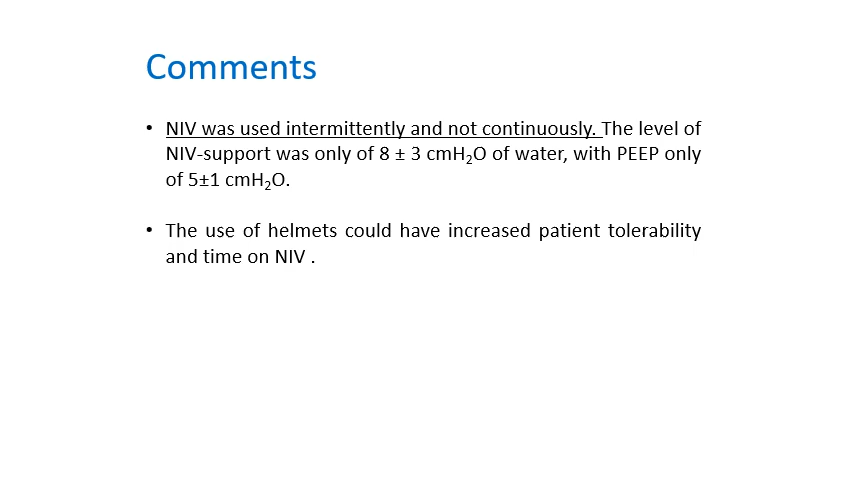 Comments
• NIV was used intermittently and not continuously. The level of
NIV-support was only of 8 ± 3 cmH₂O of water, with PEEP only
of 5±1 cmH₂O.
• The use of helmets could have increased patient tolerability
and time on NIV .